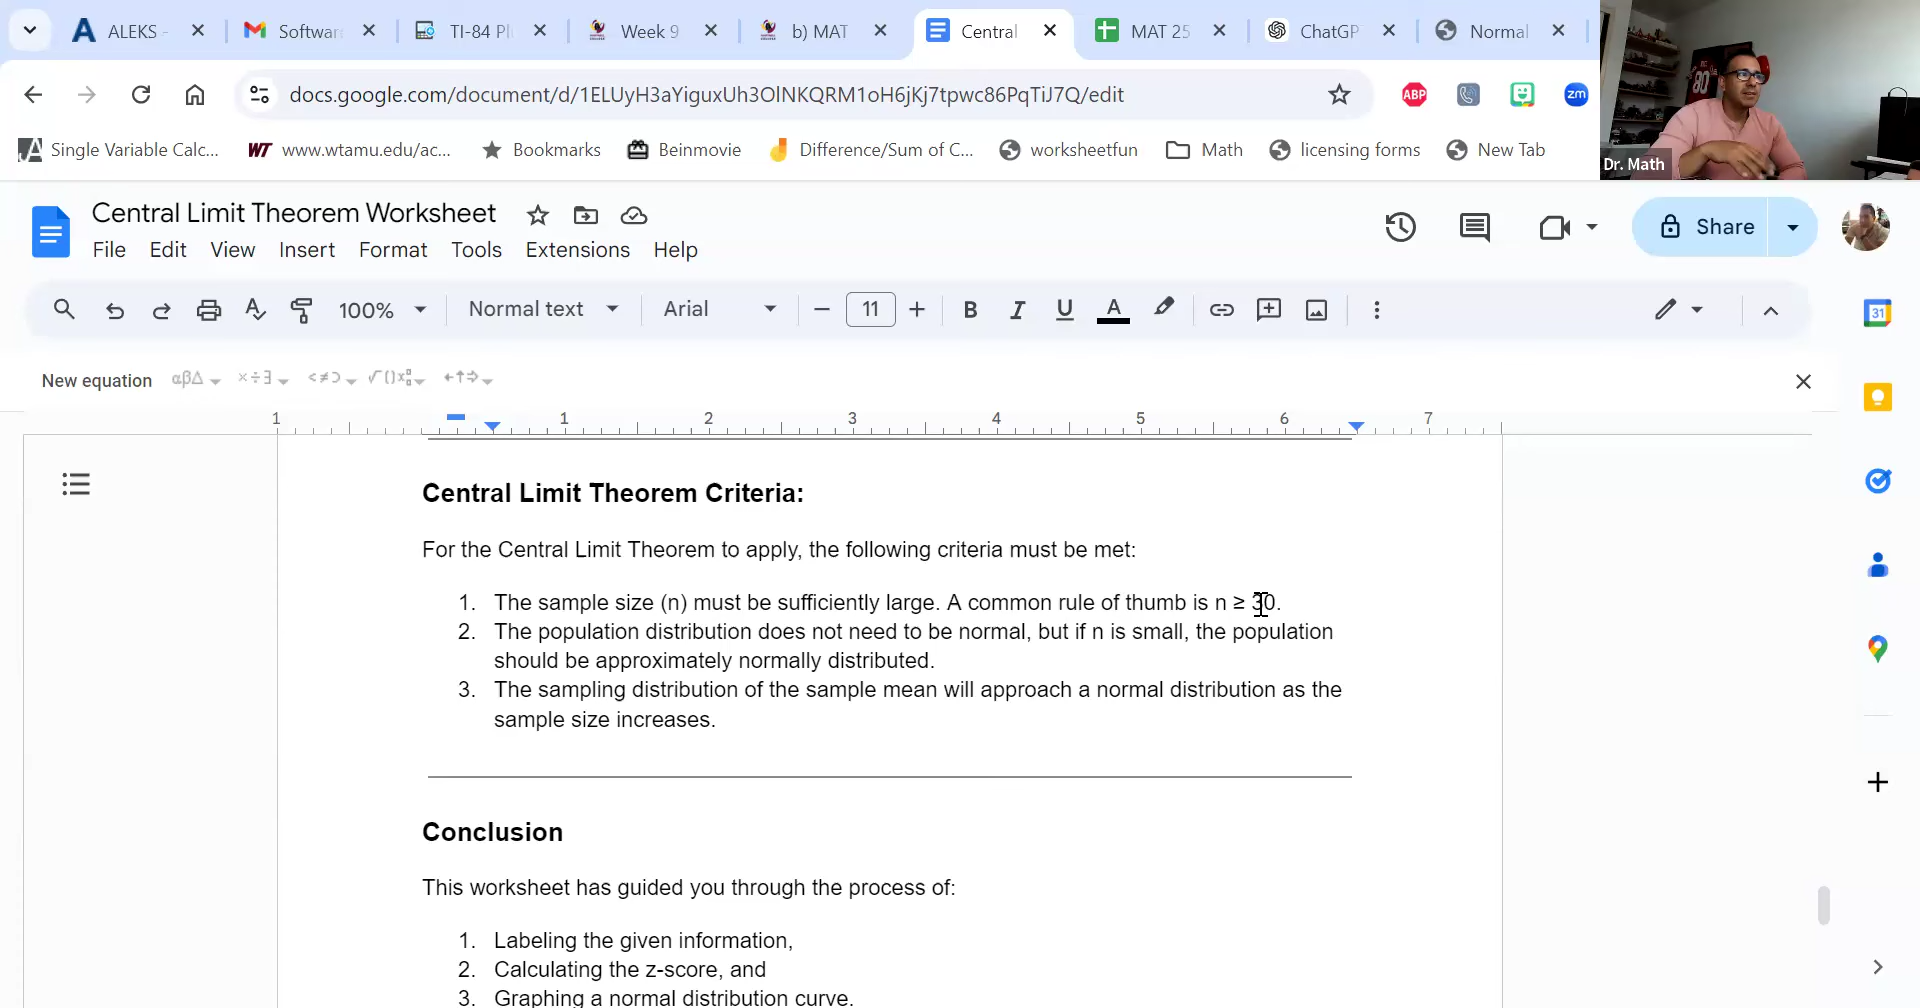 ALEKS -
Software
TI-84 Pl
Week 9
b) MAT
Central
MAT 25
ChatGP
Normal
docs.google.com/document/d/1ELUyH3aYiguxUh3OlNKQRM1oH6jKj7tpwc86PqTiJ7Q/edit
ABP
zm
Single Variable Calc...
WT www.wtamu.edu/ac...
Bookmarks
Beinmovie
Difference/Sum of C...
worksheetfun
Math
licensing forms
New Tab
80
Dr. Math
Central Limit Theorem Worksheet
File Edit View Insert Format Tools Extensions Help
Share
100% Normal text Arial 11 B I U A
31
New equation αβΔ ×÷∃ <≠⊃ √()x ←↑⇒
1 1 2 3 4 5 6 7
Central Limit Theorem Criteria:
For the Central Limit Theorem to apply, the following criteria must be met:
1. The sample size (n) must be sufficiently large. A common rule of thumb is n ≥ 30.
2. The population distribution does not need to be normal, but if n is small, the population
should be approximately normally distributed.
3. The sampling distribution of the sample mean will approach a normal distribution as the
sample size increases.
Conclusion
This worksheet has guided you through the process of:
1. Labeling the given information,
2. Calculating the z-score, and
3. Graphing a normal distribution curve.